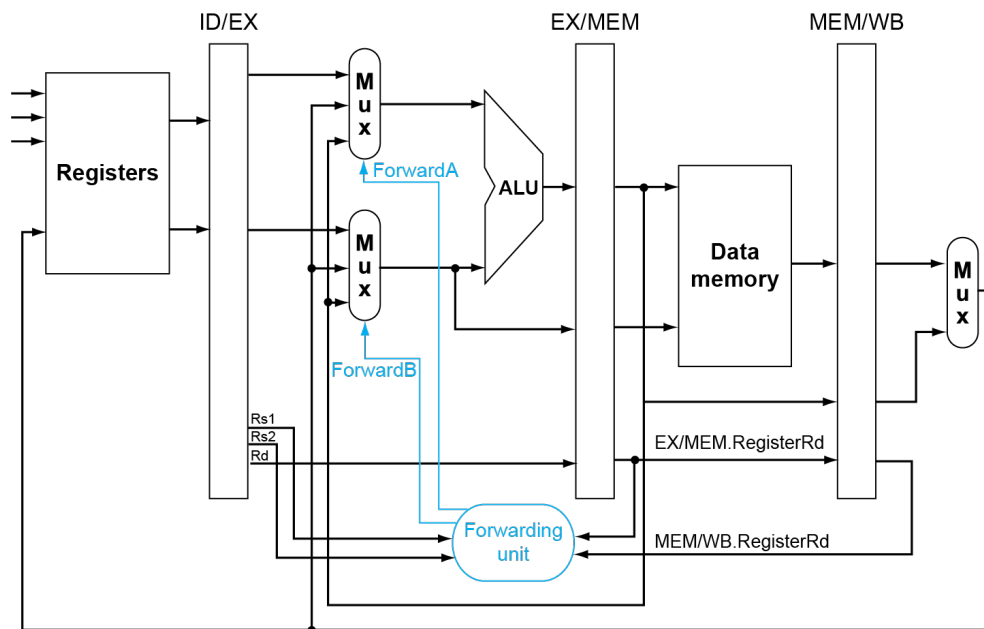 ID/EX
EX/MEM
MEM/WB
M
u
x
Registers
ForwardA
ALU
M
u
x
Data
memory
M
u
x
ForwardB
Rs1
Rs2
Rd
EX/MEM.RegisterRd
Forwarding
unit
MEM/WB.RegisterRd